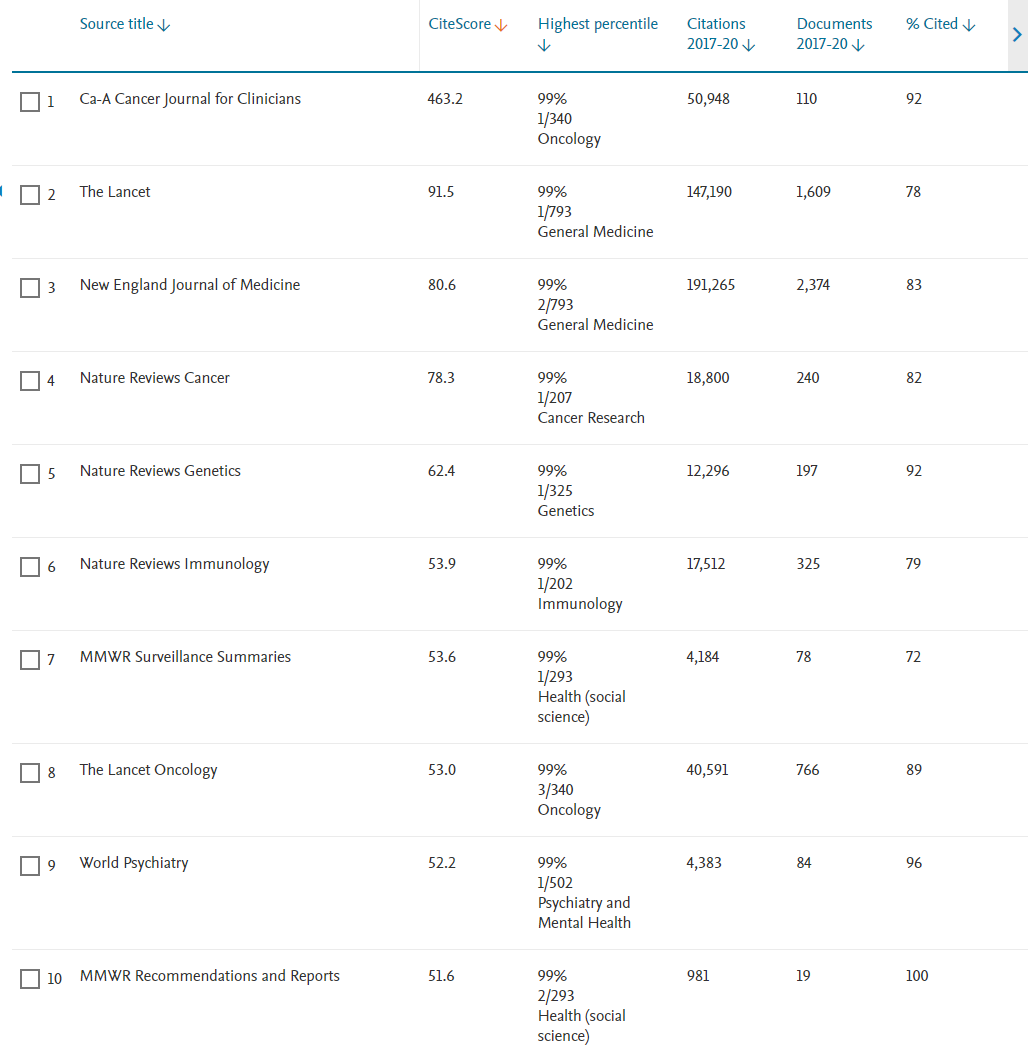 Source title CiteScore Highest percentile Citations 2017-20 Documents 2017-20 % Cited
1 Ca-A Cancer Journal for Clinicians 463.2 99% 50,948 110 92
1/340
Oncology
2 The Lancet 91.5 99% 147,190 1,609 78
1/793
General Medicine
3 New England Journal of Medicine 80.6 99% 191,265 2,374 83
2/793
General Medicine
4 Nature Reviews Cancer 78.3 99% 18,800 240 82
1/207
Cancer Research
5 Nature Reviews Genetics 62.4 99% 12,296 197 92
1/325
Genetics
6 Nature Reviews Immunology 53.9 99% 17,512 325 79
1/202
Immunology
7 MMWR Surveillance Summaries 53.6 99% 4,184 78 72
1/293
Health (social
science)
8 The Lancet Oncology 53.0 99% 40,591 766 89
3/340
Oncology
9 World Psychiatry 52.2 99% 4,383 84 96
1/502
Psychiatry and
Mental Health
10 MMWR Recommendations and Reports 51.6 99% 981 19 100
2/293
Health (social
science)